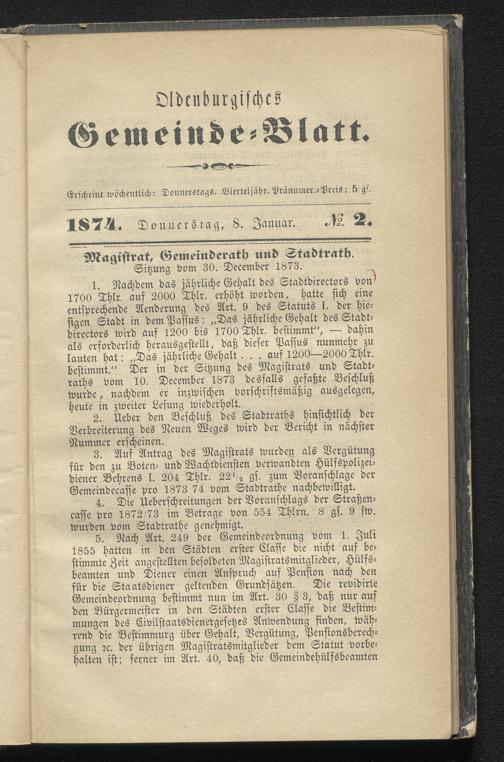 Oldenburgisches
Gemeinde-Blatt.
Erscheint wöchentlich: Donnerstags. Vierteljähr. Pränumer.-Preis: 5 gſ.
1874. Donnerstag, 8. Januar. № 2.
Magistrat, Gemeinderath und Stadtrath.
Sitzung vom 30. December 1873.
1. Nachdem das jährliche Gehalt des Stadtdirectors von
1700 Thlr. auf 2000 Thlr. erhöht worden, hatte sich eine
entsprechende Aenderung des Art. 9 des Statuts I. der hie-
sigen Stadt in dem Passus: „Das jährliche Gehalt des Stadt-
directors wird auf 1200 bis 1700 Thlr. bestimmt“, — dahin
als erforderlich herausgestellt, daß dieser Passus nunmehr zu
lauten hat: „Das jährliche Gehalt . . . auf 1200—2000 Thlr.
bestimmt.“ Der in der Sitzung des Magistrats und Stadt-
raths vom 10. December 1873 desfalls gefaßte Beschluß
wurde, nachdem er inzwischen vorschriftsmäßig ausgelegen,
heute in zweiter Lesung wiederholt.
2. Ueber den Beschluß des Stadtraths hinsichtlich der
Verbreiterung des Neuen Weges wird der Bericht in nächster
Nummer erscheinen.
3. Auf Antrag des Magistrats wurden als Vergütung
für den zu Boten- und Wachtdiensten verwandten Hülfspolizei-
diener Behrens I. 204 Thlr. 22½ gſ. zum Voranschlage der
Gemeindecasse pro 1873 74 vom Stadtrathe nachbewilligt.
4. Die Ueberschreitungen der Voranschlags der Straßen-
casse pro 1872/73 im Betrage von 554 Thlrn. 8 gſ. 9 sw.
wurden vom Stadtrathe genehmigt.
5. Nach Art. 249 der Gemeindeordnung vom 1. Juli
1855 hatten in den Städten erster Classe die nicht auf be-
stimmte Zeit angestellten besoldeten Magistratsmitglieder, Hülfs-
beamten und Diener einen Anspruch auf Pension nach den
für die Staatsdiener geltenden Grundsätzen. Die revidirte
Gemeindeordnung bestimmt nun im Art. 30 § 3, daß nur auf
den Bürgermeister in den Städten erster Classe die Bestim-
mungen des Civilstaatsdienergesetzes Anwendung finden, wäh-
rend die Bestimmung über Gehalt, Vergütung, Pensionsberech-
gung ꝛc. der übrigen Magistratsmitglieder dem Statut vorbe-
halten ist; ferner im Art. 40, daß die Gemeindehülfsbeamten